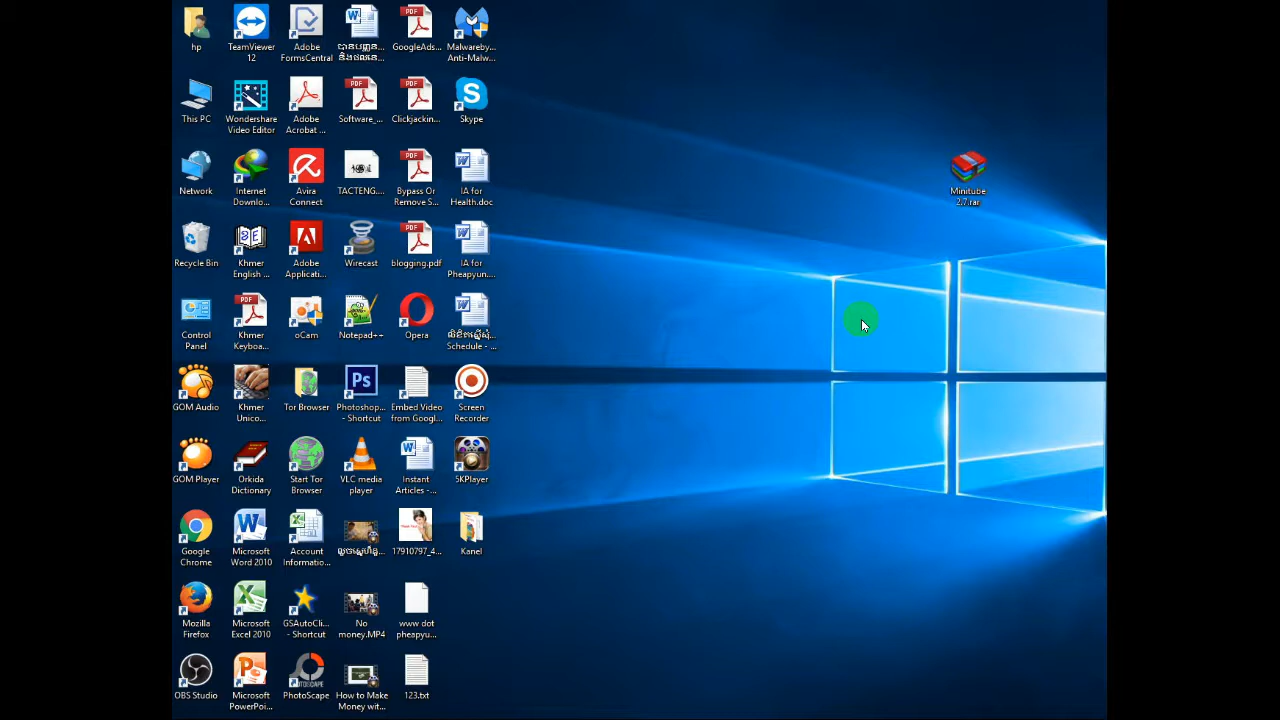 hp
TeamViewer
12
Adobe
FormsCentral
GoogleAds...
Malwareby...
Anti-Malw...
This PC
Wondershare
Video Editor
Adobe
Acrobat ...
Software_...
Clickjackin...
Skype
Network
Internet
Downlo...
Avira
Connect
TACTENG....
Bypass Or
Remove S...
IA for
Health.doc
Minitube
2.7.rar
Recycle Bin
Khmer
English ...
Adobe
Applicati...
Wirecast
blogging.pdf
IA for
Pheapyun....
Control
Panel
Khmer
Keyboa...
oCam
Notepad++
Opera
Schedule - ...
GOM Audio
Khmer
Unico...
Tor Browser
Photoshop...
- Shortcut
Embed Video
from Googl...
Screen
Recorder
GOM Player
Orkida
Dictionary
Start Tor
Browser
VLC media
player
Instant
Articles -...
5KPlayer
Google
Chrome
Microsoft
Word 2010
Account
Informatio...
17910797_4...
Kanel
Mozilla
Firefox
Microsoft
Excel 2010
GSAutoCli...
- Shortcut
No
money.MP4
www dot
pheapyu...
OBS Studio
Microsoft
PowerPoi...
PhotoScape
How to Make
Money wit...
123.txt